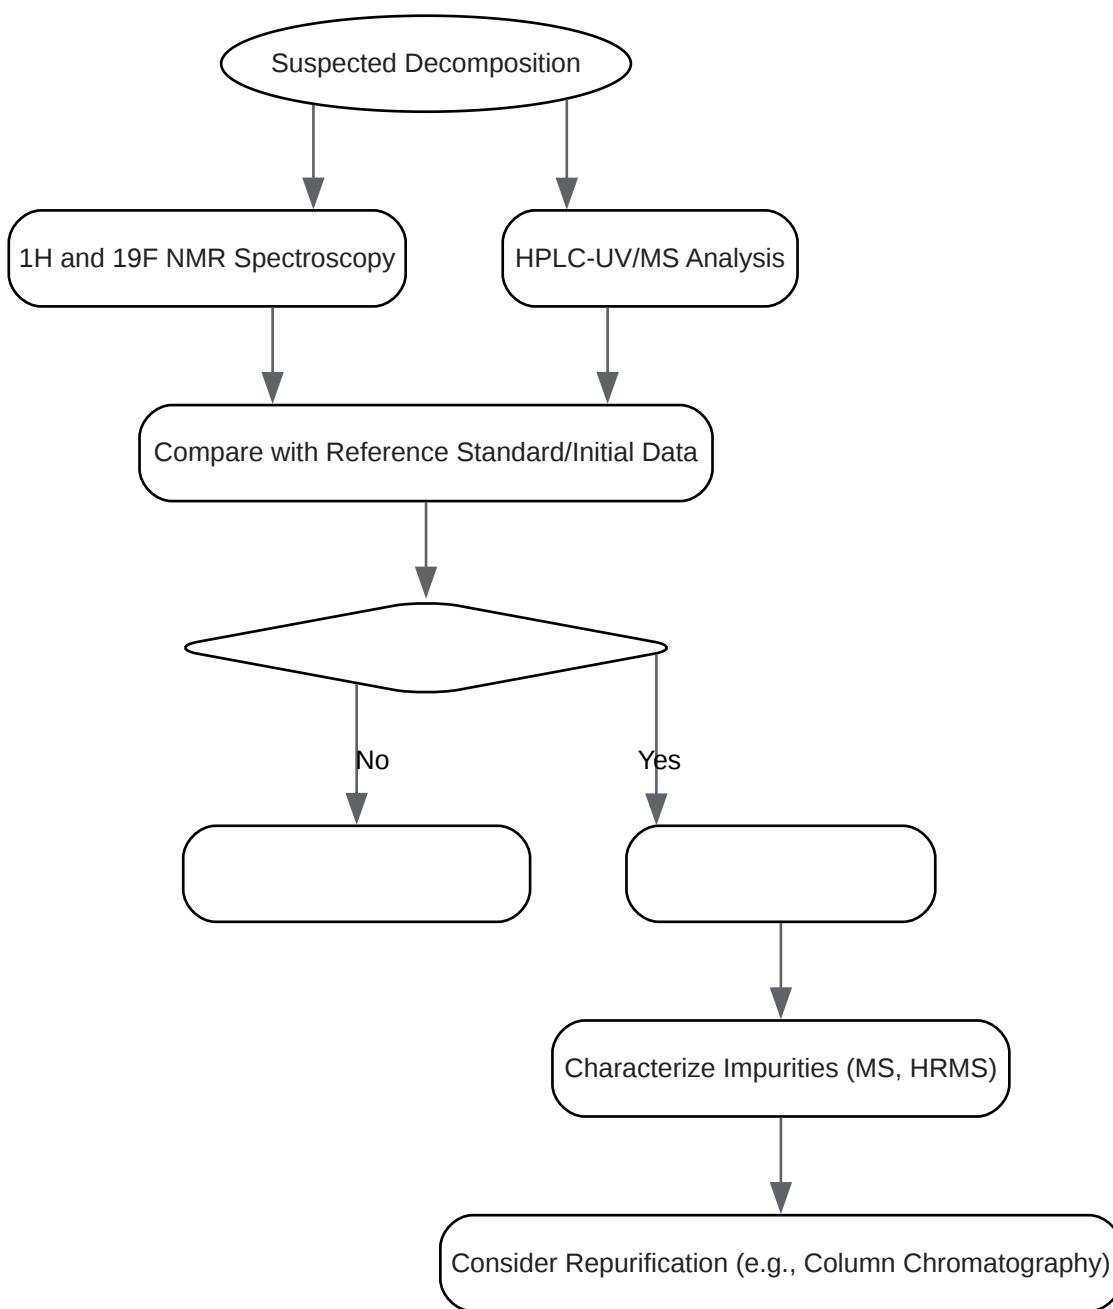 Suspected Decomposition
1H and 19F NMR Spectroscopy
HPLC-UV/MS Analysis
Compare with Reference Standard/Initial Data
No
Yes
Characterize Impurities (MS, HRMS)
Consider Repurification (e.g., Column Chromatography)